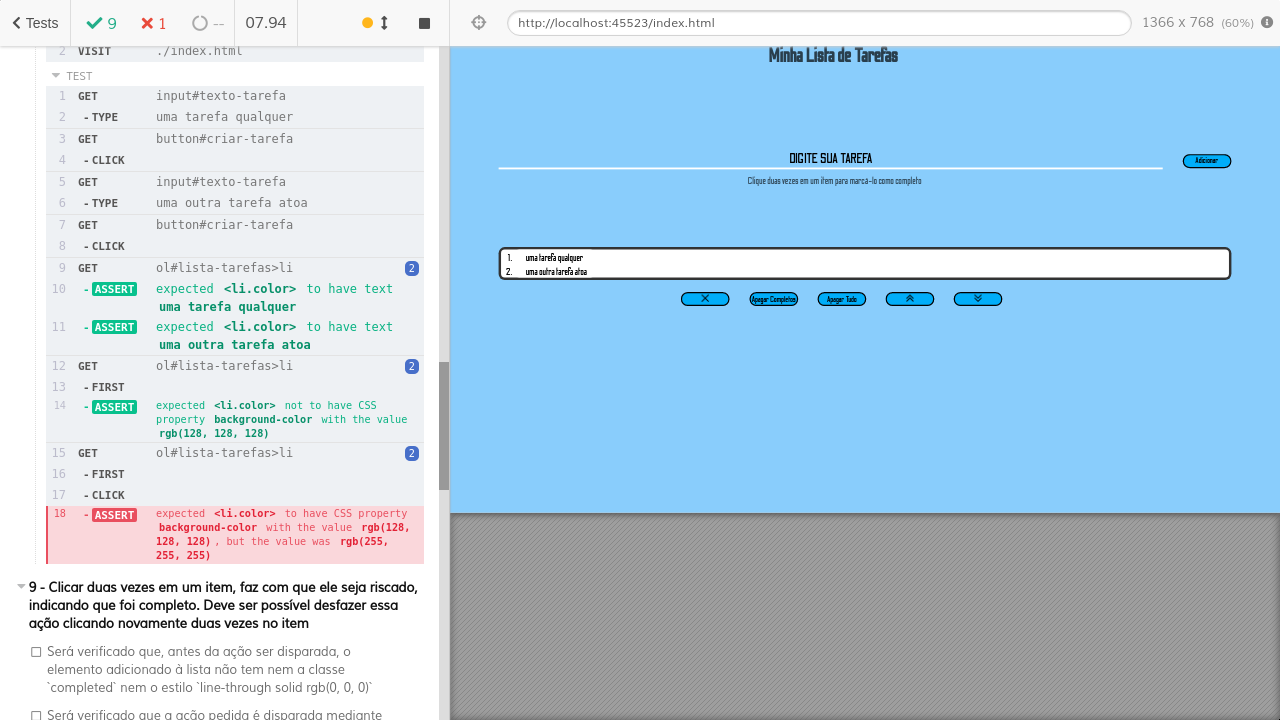 Tests
9
1
--
07.94
http://localhost:45523/index.html
1366 x 768 (60%)
2 VISIT ./index.html
TEST
1 GET input#texto-tarefa
2 - TYPE uma tarefa qualquer
3 GET button#criar-tarefa
4 - CLICK
5 GET input#texto-tarefa
6 - TYPE uma outra tarefa atoa
7 GET button#criar-tarefa
8 - CLICK
9 GET ol#lista-tarefas>li 2
10 - ASSERT expected <li.color> to have text
uma tarefa qualquer
11 - ASSERT expected <li.color> to have text
uma outra tarefa atoa
12 GET ol#lista-tarefas>li 2
13 - FIRST
14 - ASSERT expected <li.color> not to have CSS
property background-color with the value
rgb(128, 128, 128)
15 GET ol#lista-tarefas>li 2
16 - FIRST
17 - CLICK
18 - ASSERT expected <li.color> to have CSS property
background-color with the value rgb(128,
128, 128), but the value was rgb(255,
255, 255)
9 - Clicar duas vezes em um item, faz com que ele seja riscado,
indicando que foi completo. Deve ser possível desfazer essa
ação clicando novamente duas vezes no item
Será verificado que, antes da ação ser disparada, o
elemento adicionado à lista não tem nem a classe
`completed` nem o estilo `line-through solid rgb(0, 0, 0)`
Será verificado que a ação pedida é disparada mediante
Minha Lista de Tarefas
DIGITE SUA TAREFA
Adicionar
Clique duas vezes em um item para marcá-lo como completo
1. uma tarefa qualquer
2. uma outra tarefa atoa
Apagar Completos
Apagar Tudo